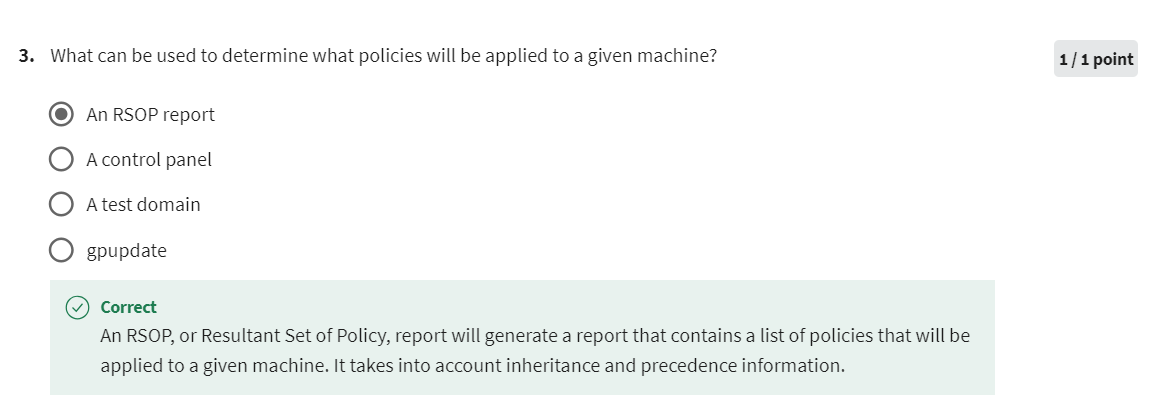 3. What can be used to determine what policies will be applied to a given machine?
1 / 1 point
An RSOP report
A control panel
A test domain
gpupdate
Correct
An RSOP, or Resultant Set of Policy, report will generate a report that contains a list of policies that will be
applied to a given machine. It takes into account inheritance and precedence information.